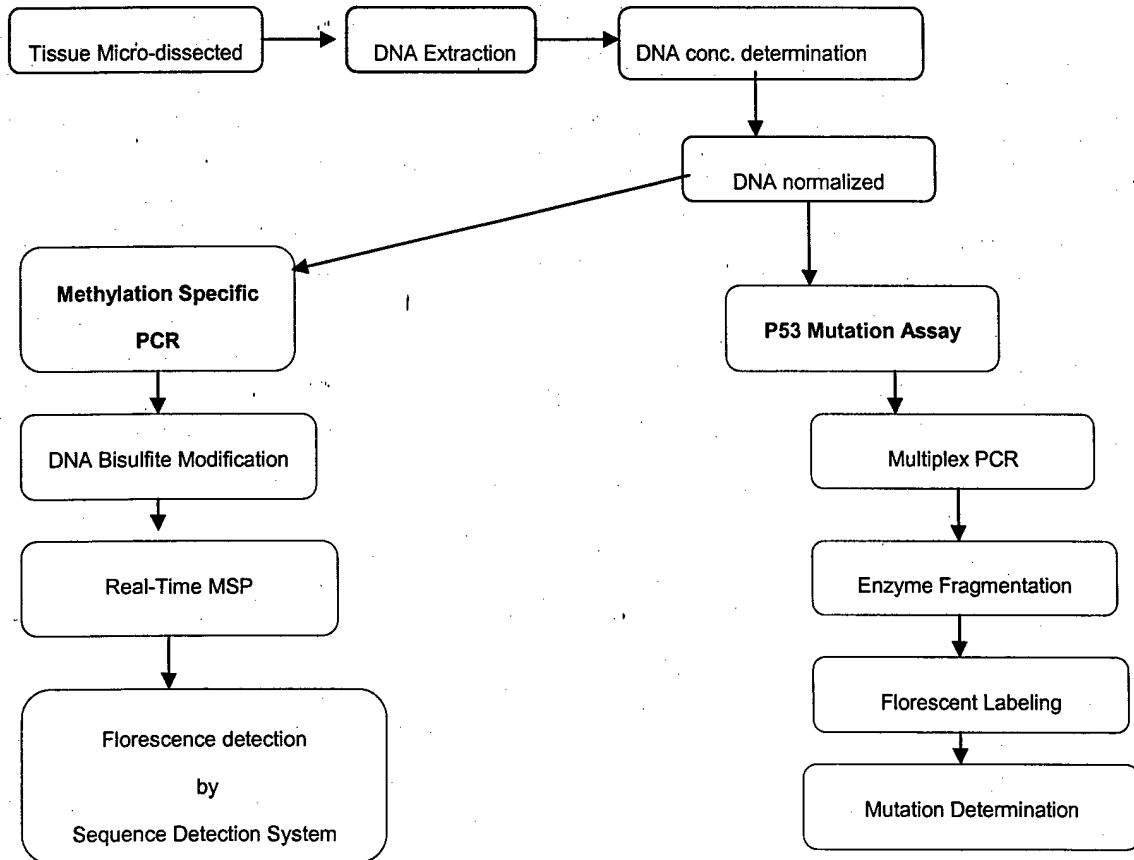 Tissue Micro-dissected
DNA Extraction
DNA conc. determination
DNA normalized
Methylation Specific
PCR
P53 Mutation Assay
DNA Bisulfite Modification
Multiplex PCR
Real-Time MSP
Enzyme Fragmentation
Florescence detection
by
Sequence Detection System
Florescent Labeling
Mutation Determination